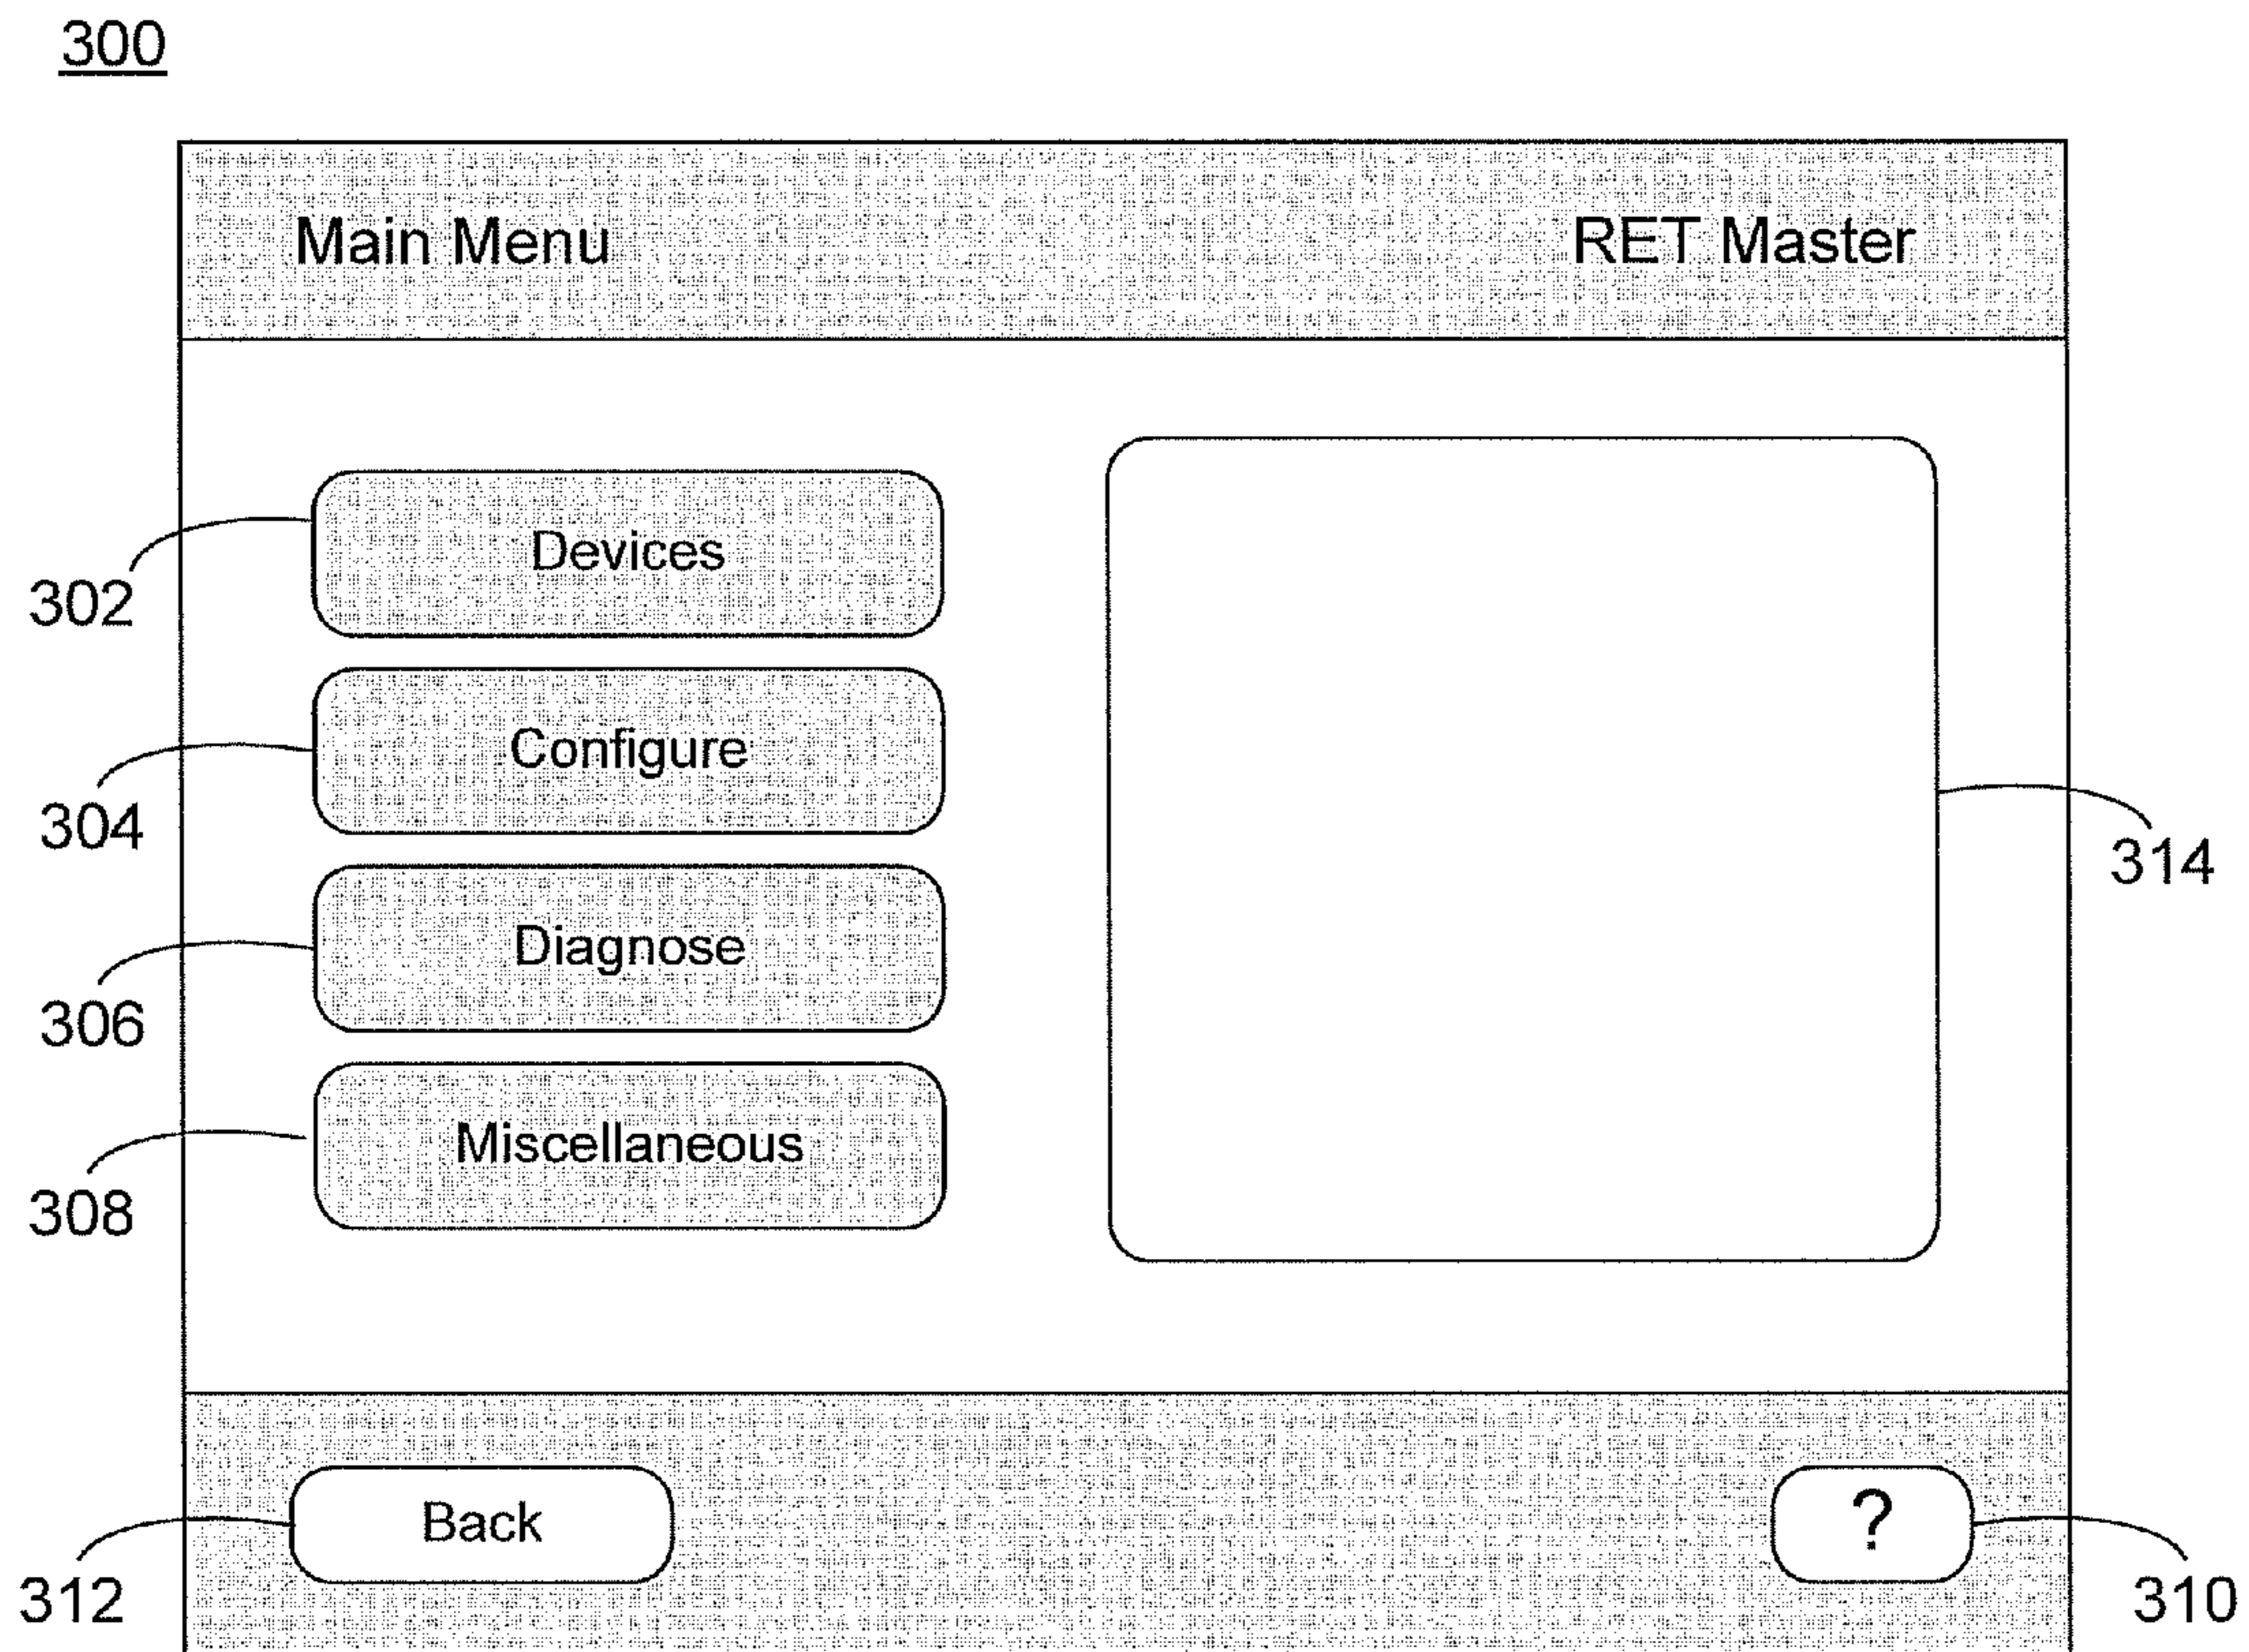 300
Main Menu
RET Master
Devices
302
Configure
304
314
Diagnose
306
Miscellaneous
308
Back
?
312
310